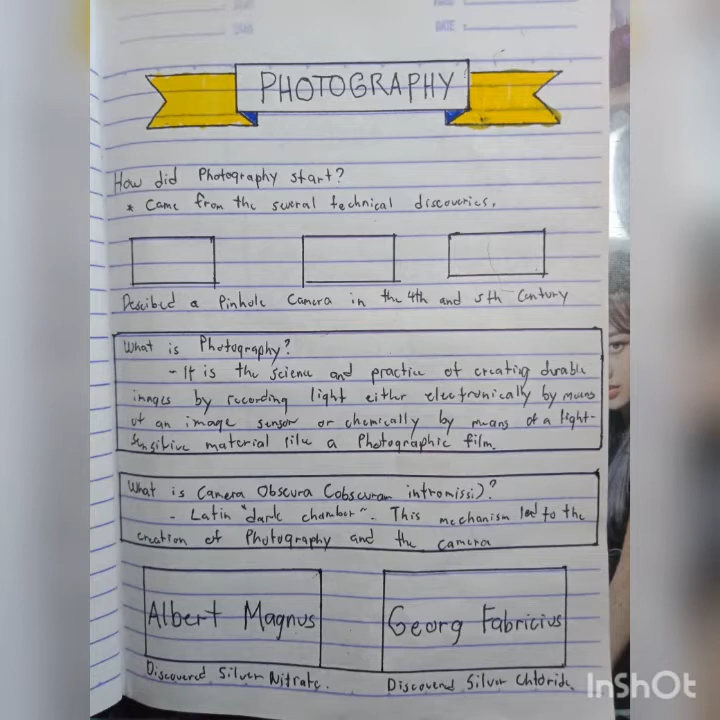 PHOTOGRAPHY
How did Photography start?
* Came from the several technical discoveries.
Descibed a Pinhole Camera in the 4th and 5th Century
What is Photography?
- It is the science and practice of creating durable
images by recording light either electronically by means
of an image sensor or chemically by means of a light-
sensitive material like a Photographic film.
What is Camera Obscura (obscuram intromissi)?
- Latin "dark chamber". This mechanism led to the
creation of Photography and the camera
Albert Magnus
Georg Fabricius
Discovered Silver Nitrate.
Discovered Silver Chloride.
InShOt